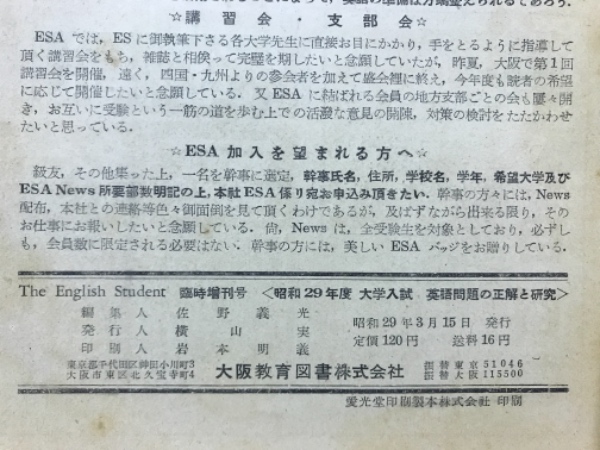 ☆講習会・支部会☆
ESA では，ES に御執筆下さる各大学先生に直接お目にかかり，手をとるように指導して
頂く講習会をもち，雑誌と相俟って完璧を期したいと念願していたが，昨夏，大阪で第1回
講習会を開催，遠く，四国・九州よりの参会者を加えて盛会裡に終え，今年度も読者の希望
に応じて開催したいと念願している．又 ESA に結ばれる会員の地方支部ごとの会も屢々開
き，お互いに受験という一筋の道を歩む上での活潑な意見の開陳，対策の検討をたたかわせ
たいと思っている．
☆ESA 加入を望まれる方へ☆
級友，その他集った上，一名を幹事に選定，幹事氏名，住所，学校名，学年，希望大学及び
ESA News 所要部数明記の上，本社 ESA 係り宛お申込み頂きたい．幹事の方々には，News
配布，本社との連絡等色々御面倒を見て頂くわけであるが，及ばずながら出来る限り，その
お仕事にお報いしたいと念願している．尚，News は，全受験生を対象としており，必ずし
も，会員数に限定される必要はない．幹事の方には，美しい ESA バッジをお贈りしている．
The English Student 臨時増刊号 <昭和29年度 大学入試 英語問題の正解と研究>
編集人 佐野義光
発行人 横山実
印刷人 岩本明義
昭和29年3月15日 発行
定価120円 送料16円
東京都千代田区神田小川町3
大阪市東区北久宝寺町4
大阪教育図書株式会社
振替東京 51046
振替大阪 115500
愛光堂印刷製本株式会社 印刷